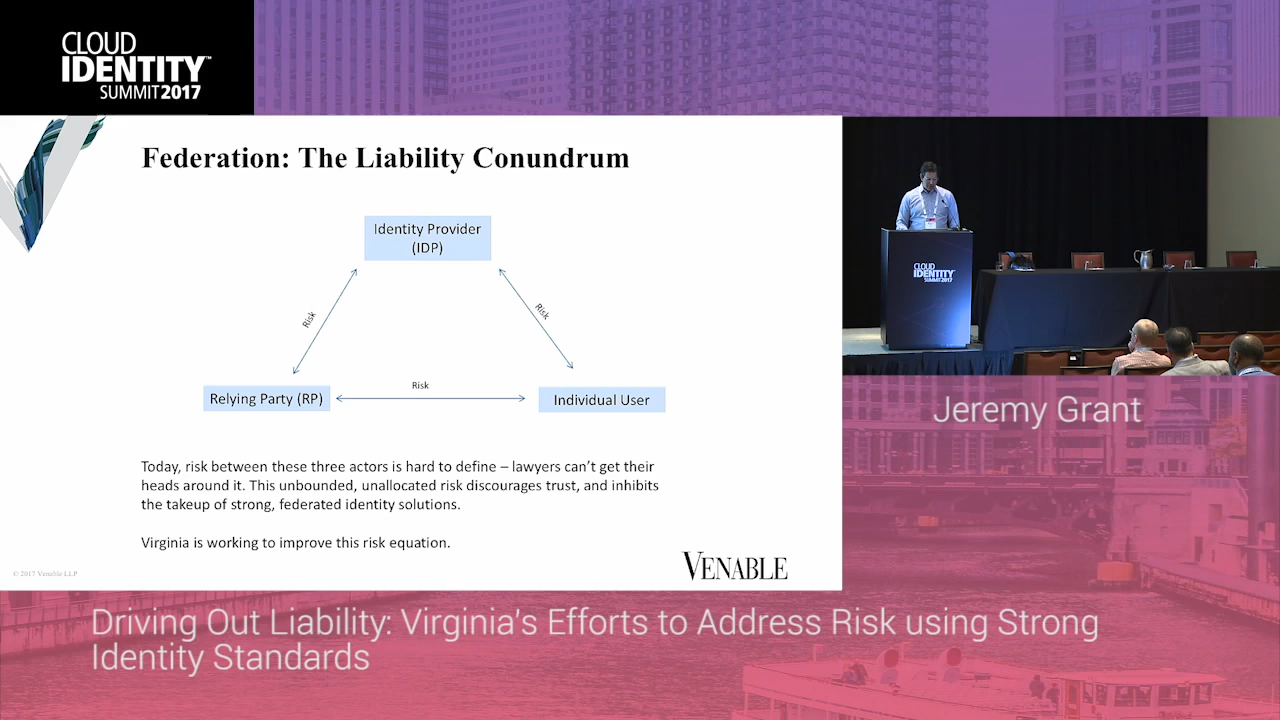 CLOUD
IDENTITY™
SUMMIT 2017
Federation: The Liability Conundrum
Identity Provider
(IDP)
Risk
Risk
Risk
Relying Party (RP)
Individual User
Today, risk between these three actors is hard to define – lawyers can't get their
heads around it. This unbounded, unallocated risk discourages trust, and inhibits
the takeup of strong, federated identity solutions.
Virginia is working to improve this risk equation.
© 2017 Venable LLP
VENABLE
CLOUD
IDENTITY
SUMMIT 2017
Jeremy Grant
Driving Out Liability: Virginia's Efforts to Address Risk using Strong
Identity Standards